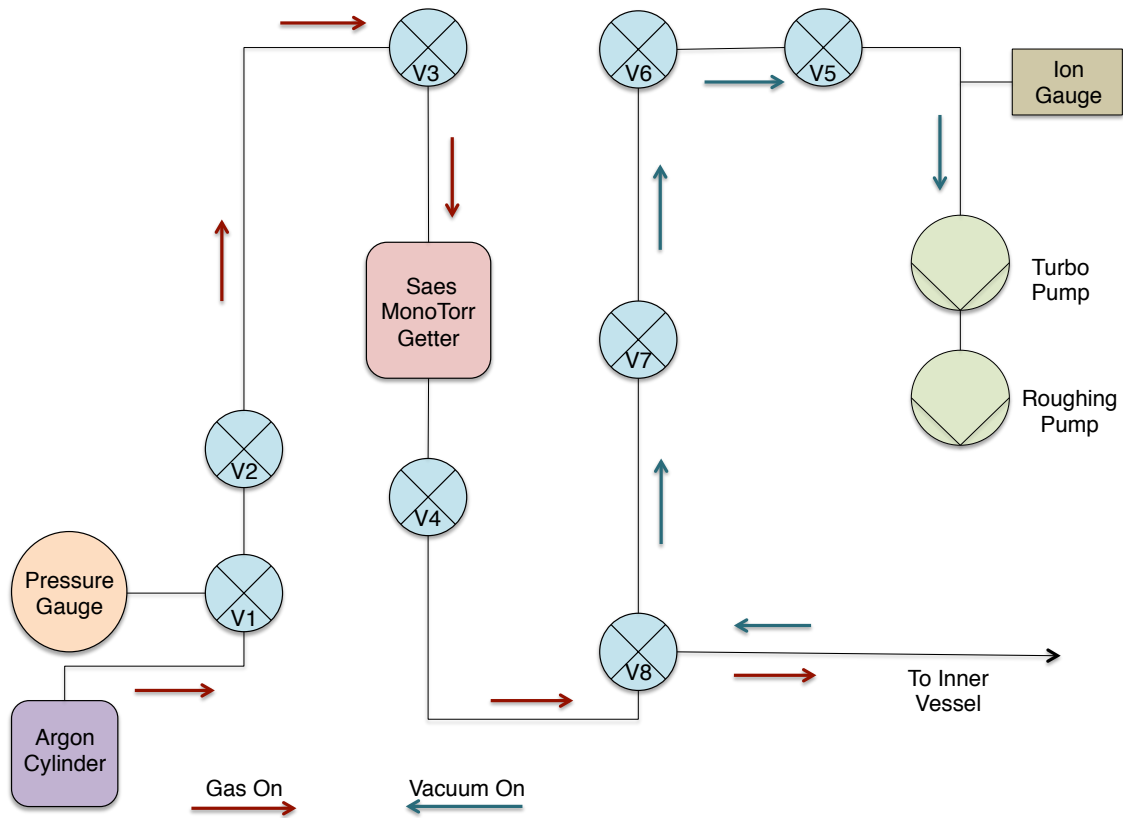 V3
V6
V5
Ion
Gauge
Saes
MonoTorr
Getter
Turbo
Pump
V7
Roughing
Pump
V2
V4
Pressure
Gauge
V1
V8
To Inner
Vessel
Argon
Cylinder
Gas On
Vacuum On